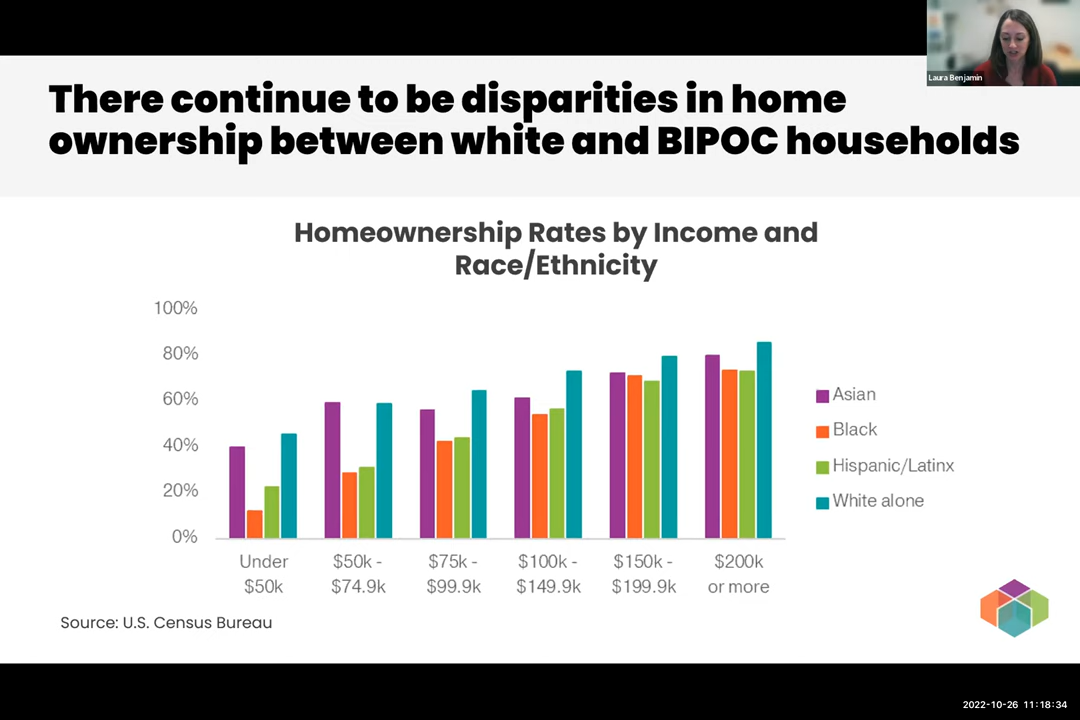 Laura Benjamin
There continue to be disparities in home
ownership between white and BIPOC households
Homeownership Rates by Income and
Race/Ethnicity
100%
80%
60%
40%
20%
0%
Under
$50k
$50k -
$74.9k
$75k -
$99.9k
$100k -
$149.9k
$150k -
$199.9k
$200k
or more
Asian
Black
Hispanic/Latinx
White alone
Source: U.S. Census Bureau
2022-10-26 11:18:34